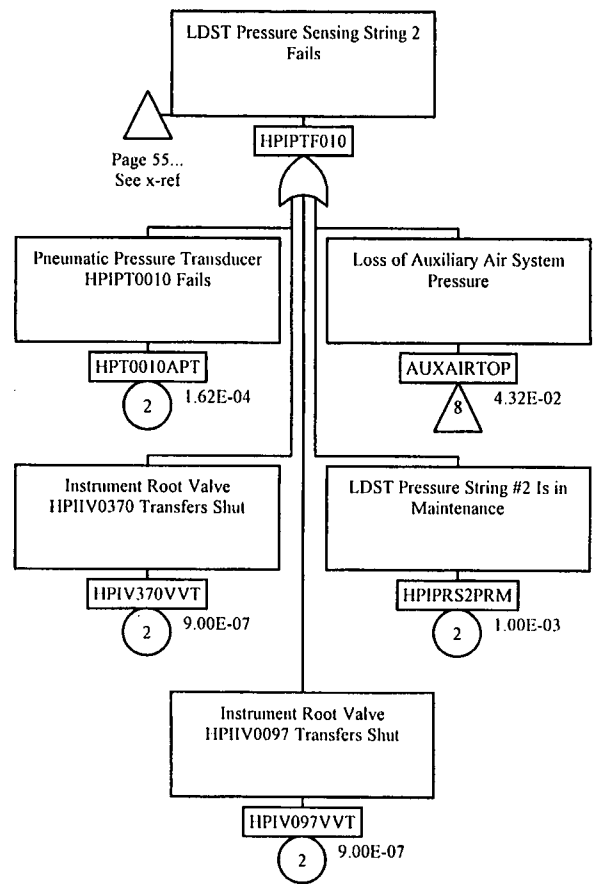 LDST Pressure Sensing String 2
Fails
Page 55...
See x-ref
HPIPTF010
Pneumatic Pressure Transducer
HPIPT0010 Fails
HPT0010APT
2
1.62E-04
Loss of Auxiliary Air System
Pressure
AUXAIRTOP
8
4.32E-02
Instrument Root Valve
HPIIV0370 Transfers Shut
HPIV370VVT
2
9.00E-07
LDST Pressure String #2 Is in
Maintenance
HPIPRS2PRM
2
1.00E-03
Instrument Root Valve
HPIIV0097 Transfers Shut
HPIV097VVT
2
9.00E-07